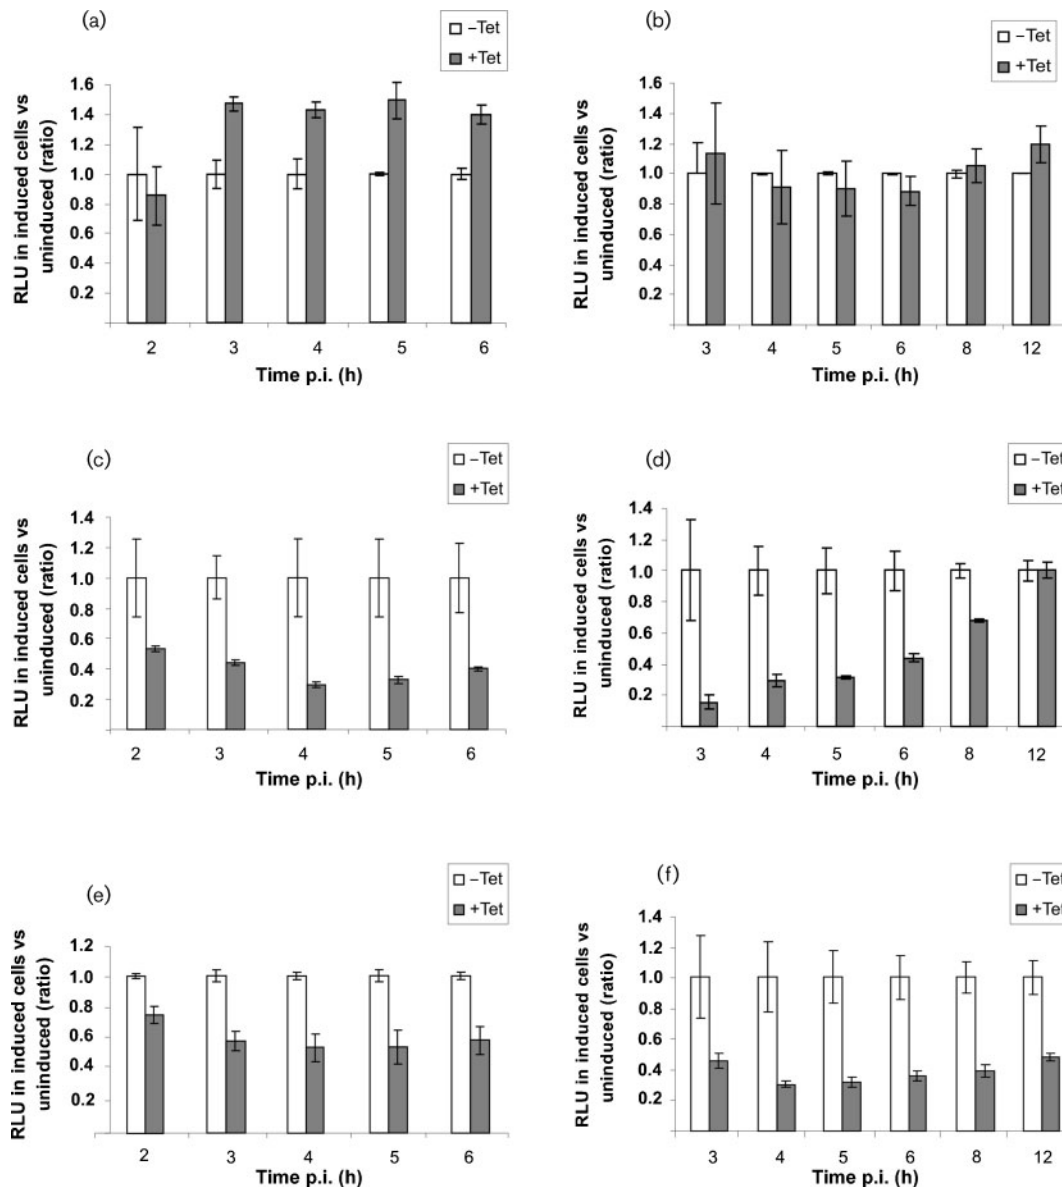 (a)
–Tet
+Tet
RLU in induced cells vs
uninduced (ratio)
1.6
1.4
1.2
1.0
0.8
0.6
0.4
0.2
2 3 4 5 6
Time p.i. (h)
(b)
–Tet
+Tet
RLU in induced cells vs
uninduced (ratio)
1.6
1.4
1.2
1.0
0.8
0.6
0.4
0.2
3 4 5 6 8 12
Time p.i. (h)
(c)
–Tet
+Tet
RLU in induced cells vs
uninduced (ratio)
1.4
1.2
1.0
0.8
0.6
0.4
0.2
2 3 4 5 6
Time p.i. (h)
(d)
–Tet
+Tet
RLU in induced cells vs
uninduced (ratio)
1.4
1.2
1.0
0.8
0.6
0.4
0.2
3 4 5 6 8 12
Time p.i. (h)
(e)
–Tet
+Tet
RLU in induced cells vs
uninduced (ratio)
1.2
1.0
0.8
0.6
0.4
0.2
2 3 4 5 6
Time p.i. (h)
(f)
–Tet
+Tet
RLU in induced cells vs
uninduced (ratio)
1.4
1.2
1.0
0.8
0.6
0.4
0.2
3 4 5 6 8 12
Time p.i. (h)